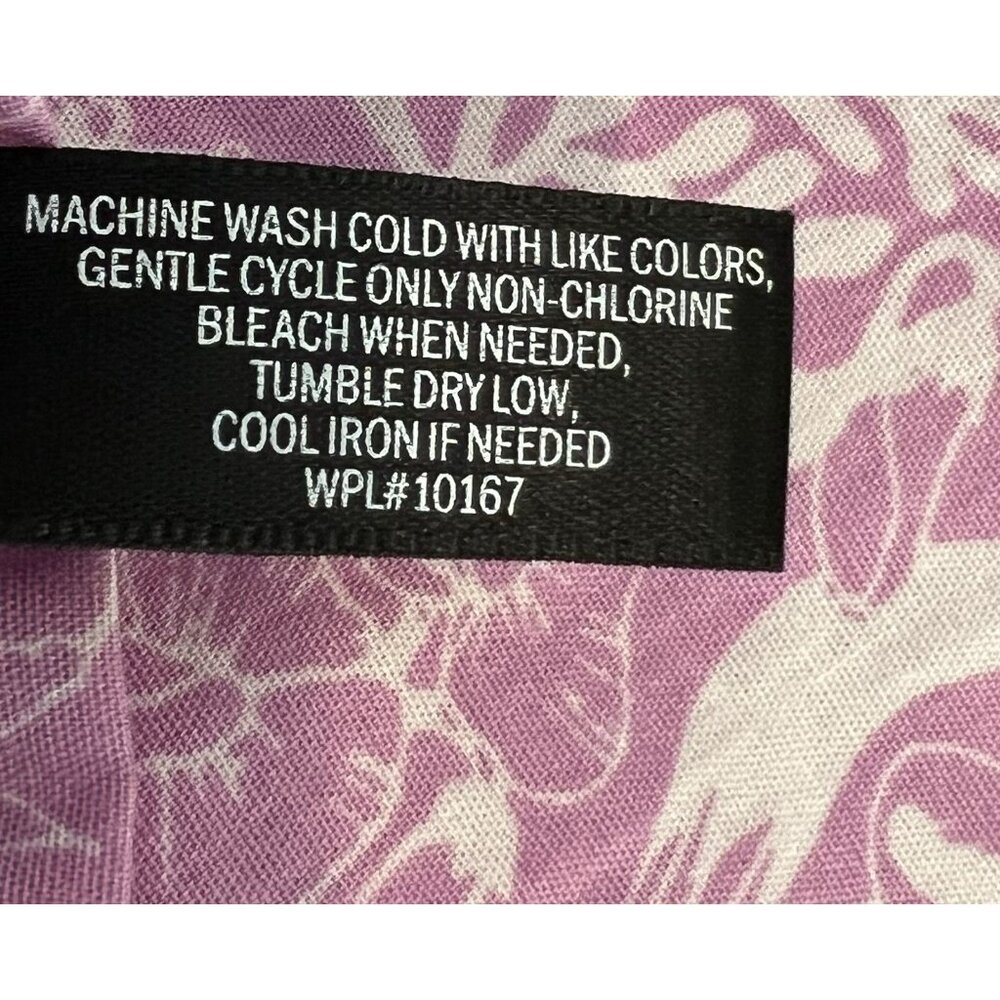 MACHINE WASH COLD WITH LIKE COLORS,
GENTLE CYCLE ONLY NON-CHLORINE
BLEACH WHEN NEEDED,
TUMBLE DRY LOW,
COOL IRON IF NEEDED
WPL#10167